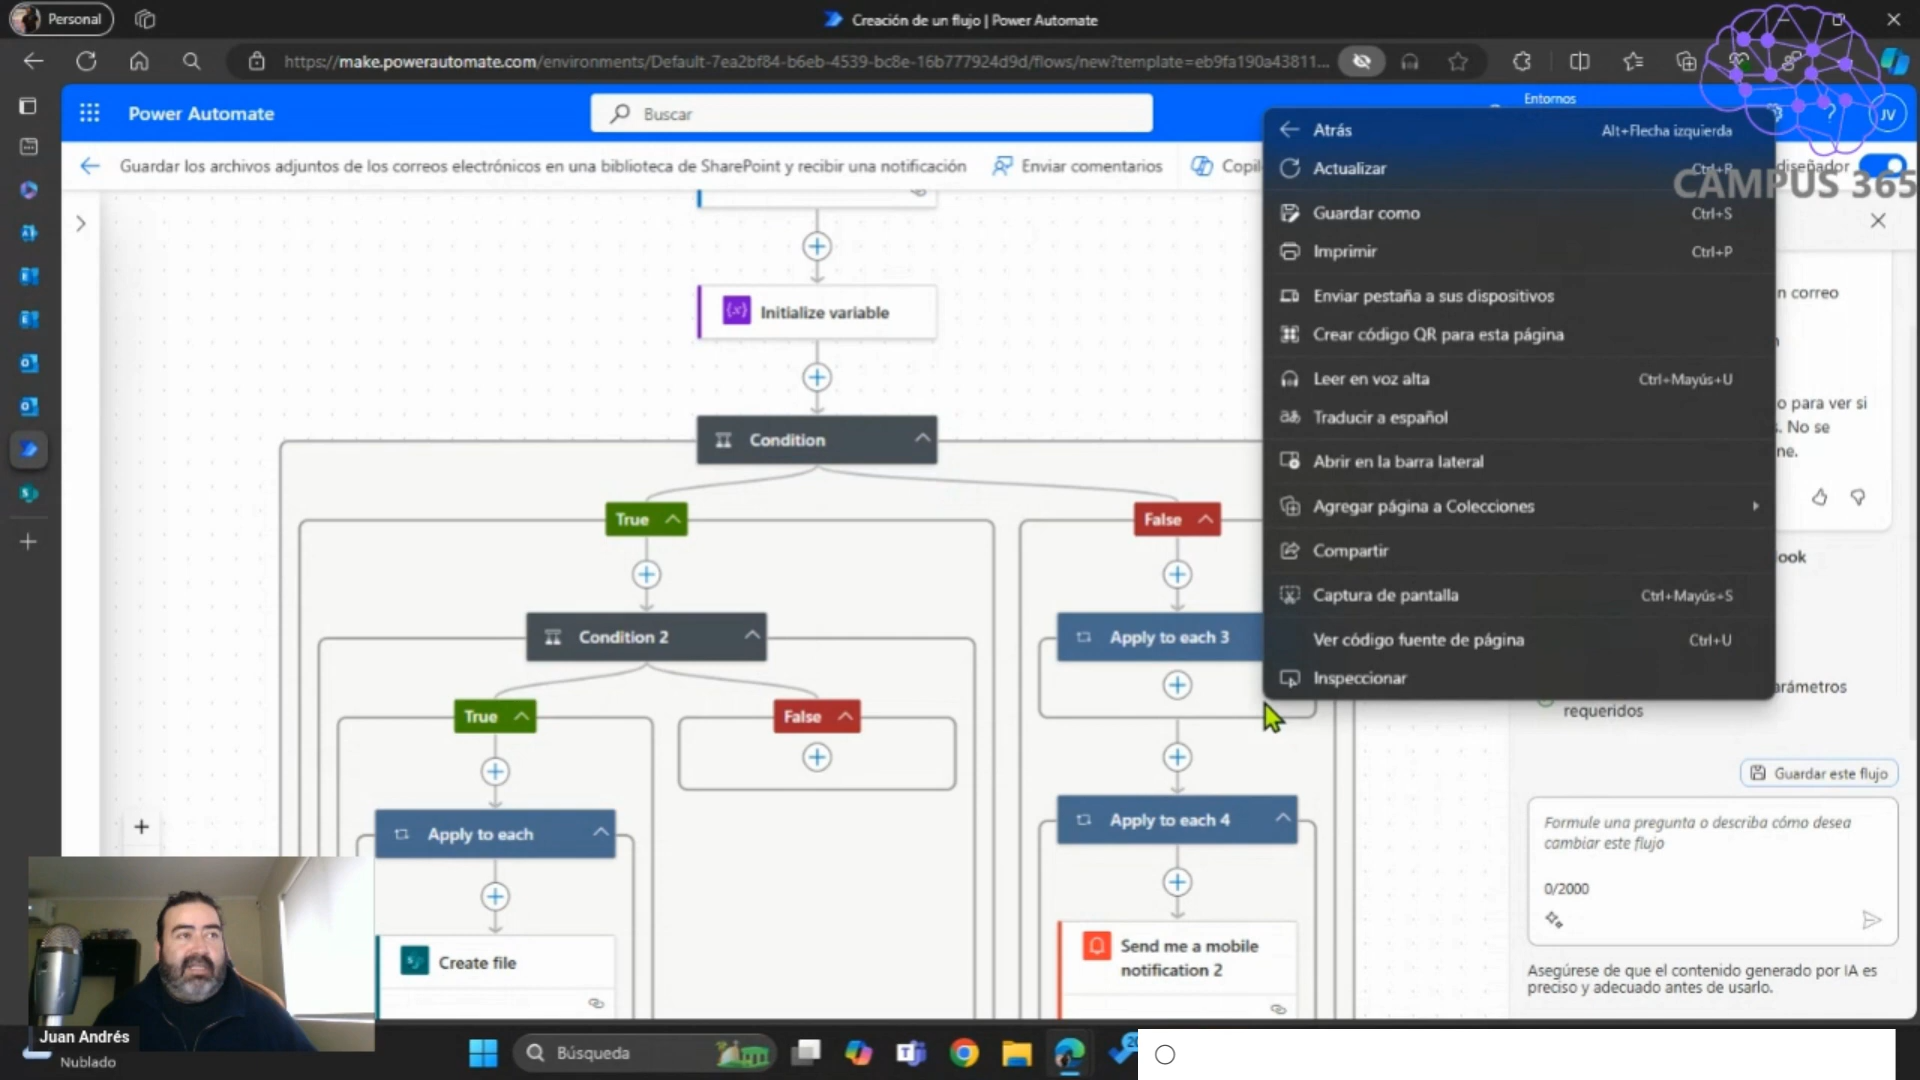 Personal
Creación de un flujo | Power Automate
https://make.powerautomate.com/environments/Default-7ea2bf84-b6eb-4539-bc8e-16b777924d9d/flows/new?template=eb9fa190a43811...
Power Automate
Buscar
Entornos
JV
Guardar los archivos adjuntos de los correos electrónicos en una biblioteca de SharePoint y recibir una notificación
Enviar comentarios
Copil
diseñador
CAMPUS 365
Atrás Alt+Flecha izquierda
Actualizar Ctrl+R
Guardar como Ctrl+S
Imprimir Ctrl+P
Enviar pestaña a sus dispositivos
Crear código QR para esta página
Leer en voz alta Ctrl+Mayús+U
Traducir a español
Abrir en la barra lateral
Agregar página a Colecciones
Compartir
Captura de pantalla Ctrl+Mayús+S
Ver código fuente de página Ctrl+U
Inspeccionar
Initialize variable
Condition
True
False
Condition 2
Apply to each 3
True
False
Apply to each
Apply to each 4
Create file
Send me a mobile
notification 2
n correo
o para ver si
. No se
ne.
ook
arámetros
requeridos
Guardar este flujo
Formule una pregunta o describa cómo desea
cambiar este flujo
0/2000
Asegúrese de que el contenido generado por IA es
preciso y adecuado antes de usarlo.
Juan Andrés
Nublado
Búsqueda